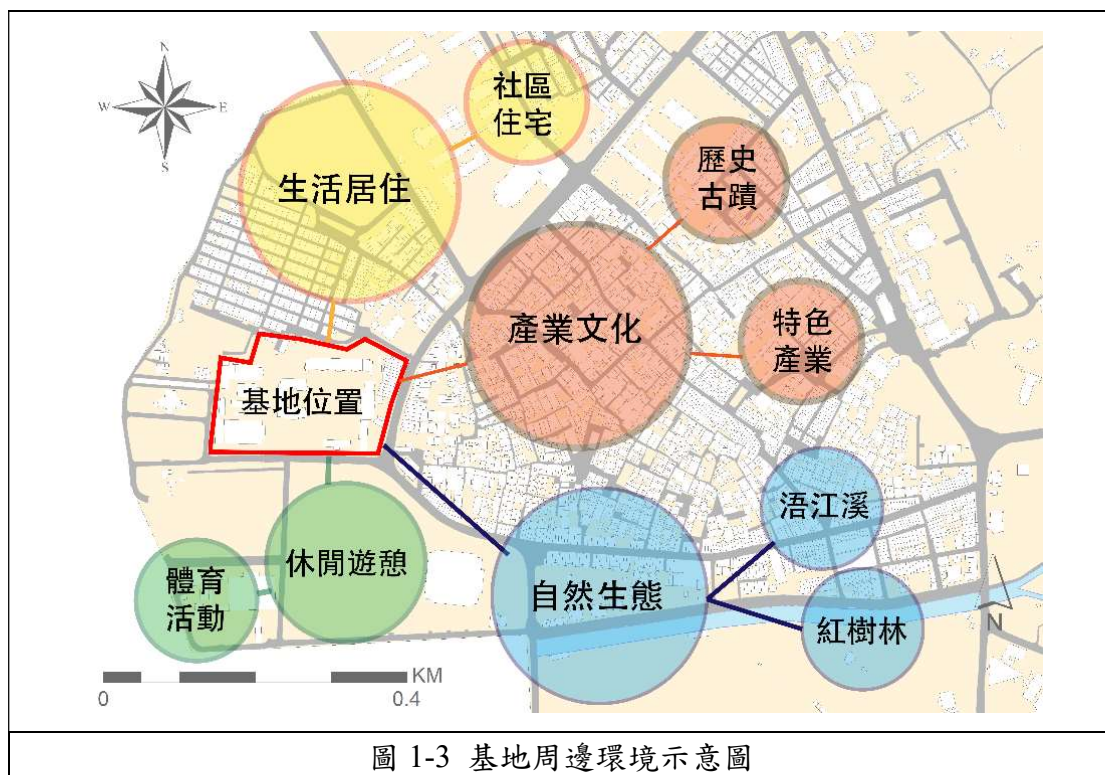 N
W
E
S
社區
住宅
生活居住
歷史
古蹟
產業文化
特色
產業
基地位置
浯江溪
休閒遊憩
體育
活動
自然生態
紅樹林
N
KM
0
0.4
圖 1-3 基地周邊環境示意圖